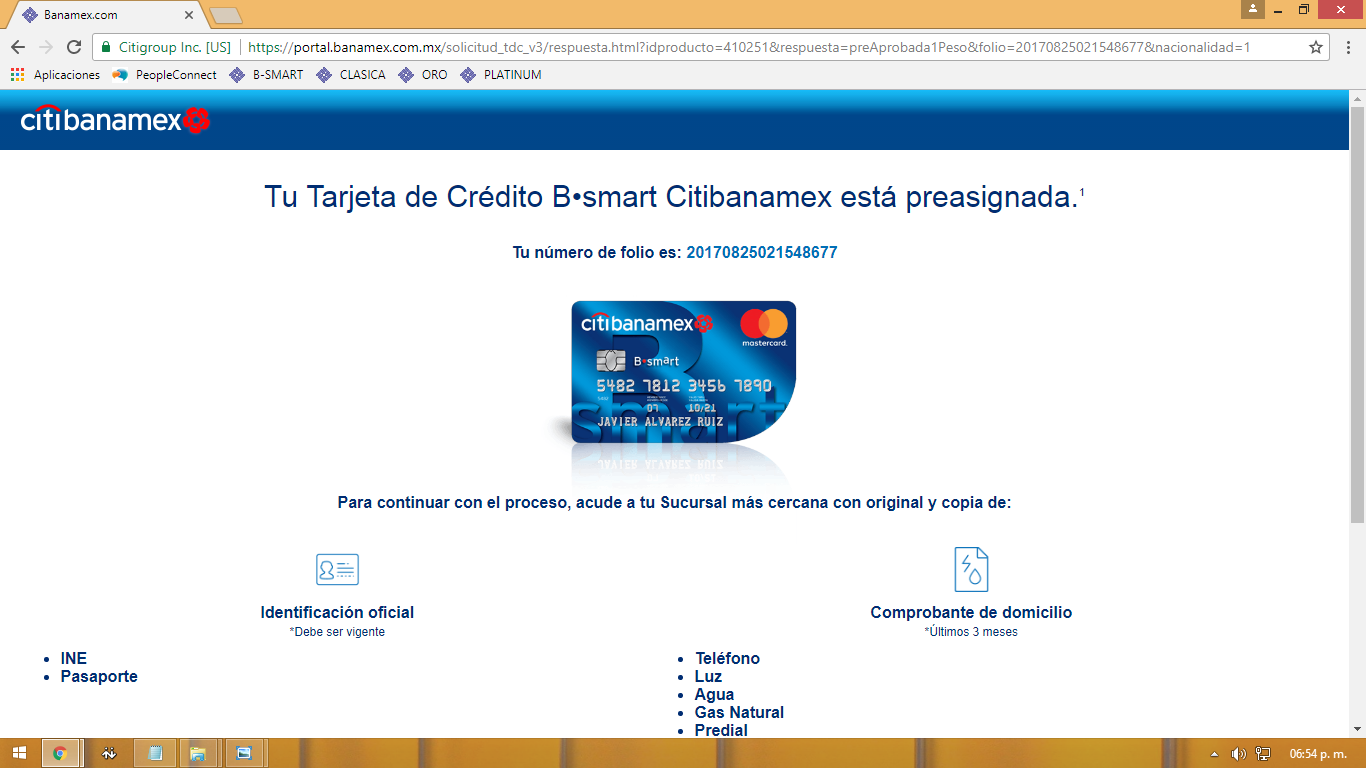 Banamex.com
Citigroup Inc. [US]
https://portal.banamex.com.mx/solicitud_tdc_v3/respuesta.html?idproducto=410251&respuesta=preAprobada1Peso&folio=20170825021548677&nacionalidad=1
Aplicaciones PeopleConnect B-SMART CLASICA ORO PLATINUM
citibanamex
Tu Tarjeta de Crédito B•smart Citibanamex está preasignada.1
Tu número de folio es: 20170825021548677
citibanamex
mastercard.
B•smart
5482 7812 3456 7890
07 10/21
smart
JAVIER ALVAREZ RUIZ
Para continuar con el proceso, acude a tu Sucursal más cercana con original y copia de:
Identificación oficial
*Debe ser vigente
• INE
• Pasaporte
Comprobante de domicilio
*Últimos 3 meses
• Teléfono
• Luz
• Agua
• Gas Natural
• Predial
06:54 p. m.